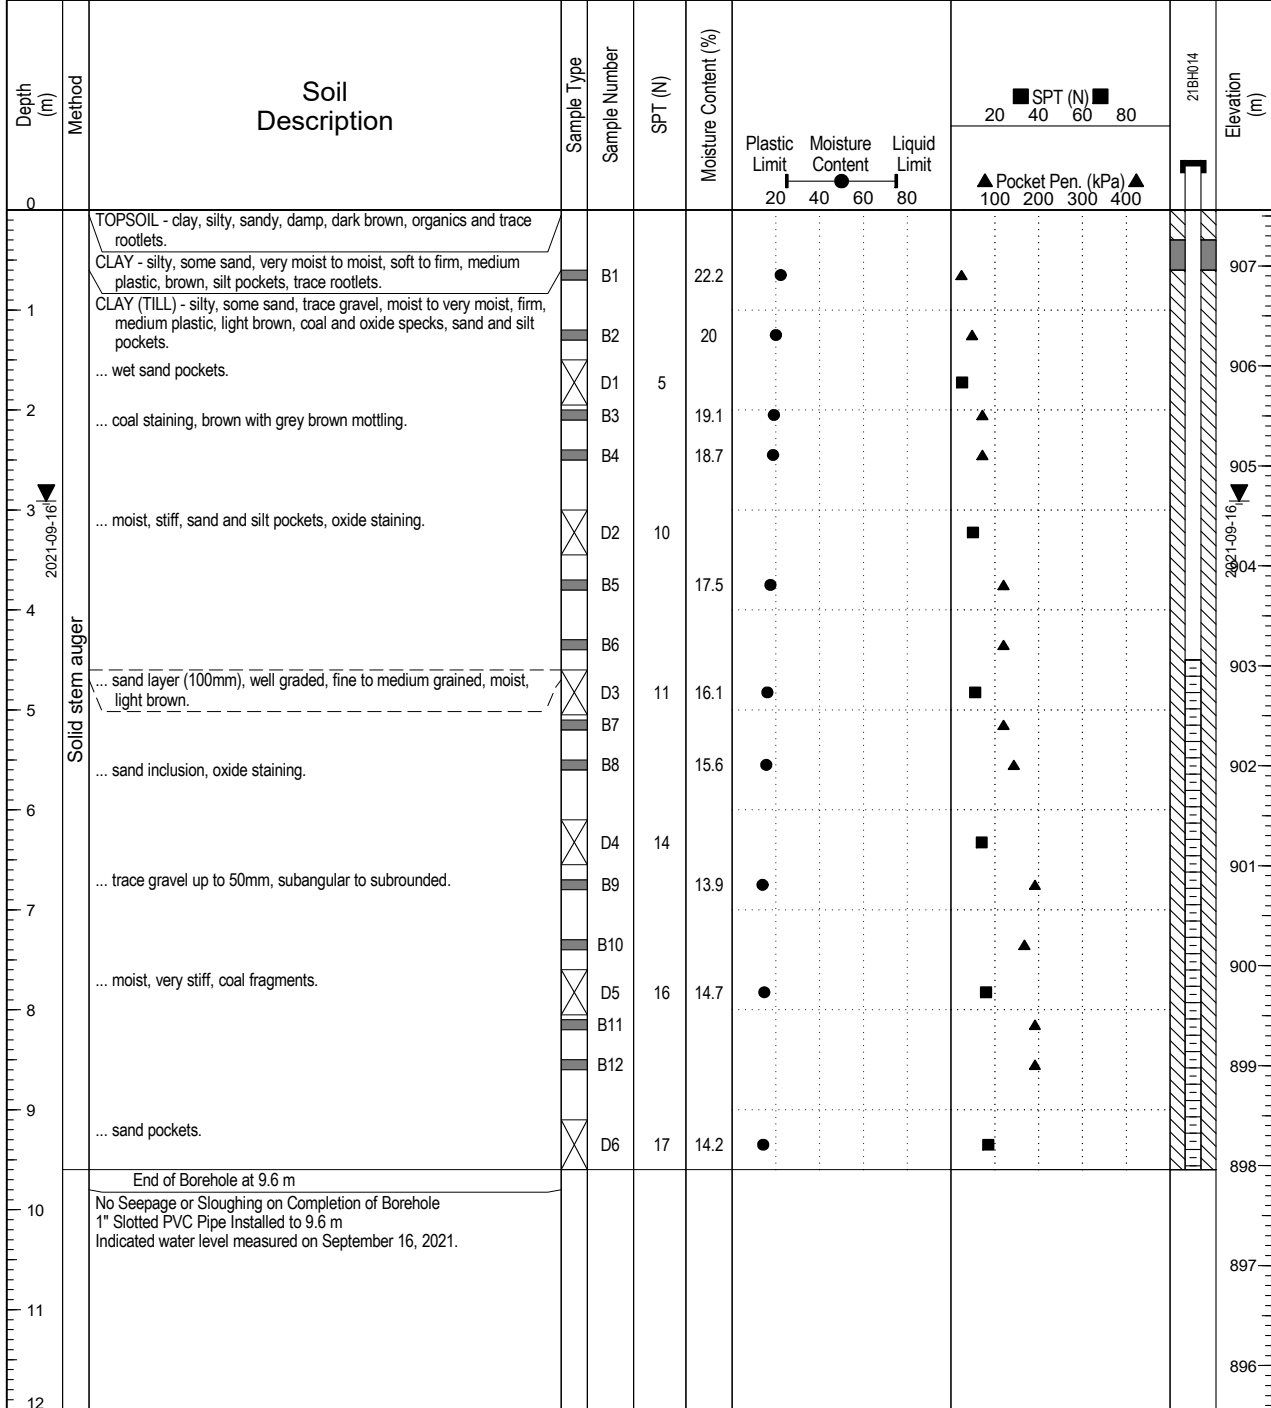 Depth
(m)
Method
Soil
Description
Sample Type
Sample Number
SPT (N)
Moisture Content (%)
Plastic Moisture Liquid
Limit Content Limit
20 40 60 80
SPT (N)
20 40 60 80
Pocket Pen. (kPa)
100 200 300 400
21BH014
Elevation
(m)
0
TOPSOIL - clay, silty, sandy, damp, dark brown, organics and trace
rootlets.
CLAY - silty, some sand, very moist to moist, soft to firm, medium
plastic, brown, silt pockets, trace rootlets.
B1 22.2
907
CLAY (TILL) - silty, some sand, trace gravel, moist to very moist, firm,
medium plastic, light brown, coal and oxide specks, sand and silt
pockets.
1
B2 20
906
... wet sand pockets.
D1 5
2
... coal staining, brown with grey brown mottling.
B3 19.1
B4 18.7
905
3
2021-09-16
2021-09-16
... moist, stiff, sand and silt pockets, oxide staining.
D2 10
904
B5 17.5
4
B6
903
Solid stem auger
... sand layer (100mm), well graded, fine to medium grained, moist,
light brown.
D3 11 16.1
5
B7
... sand inclusion, oxide staining.
B8 15.6
902
6
D4 14
901
... trace gravel up to 50mm, subangular to subrounded.
B9 13.9
7
B10
900
... moist, very stiff, coal fragments.
D5 16 14.7
8
B11
B12
899
9
... sand pockets.
D6 17 14.2
898
End of Borehole at 9.6 m
No Seepage or Sloughing on Completion of Borehole
10
1" Slotted PVC Pipe Installed to 9.6 m
Indicated water level measured on September 16, 2021.
897
11
896
12